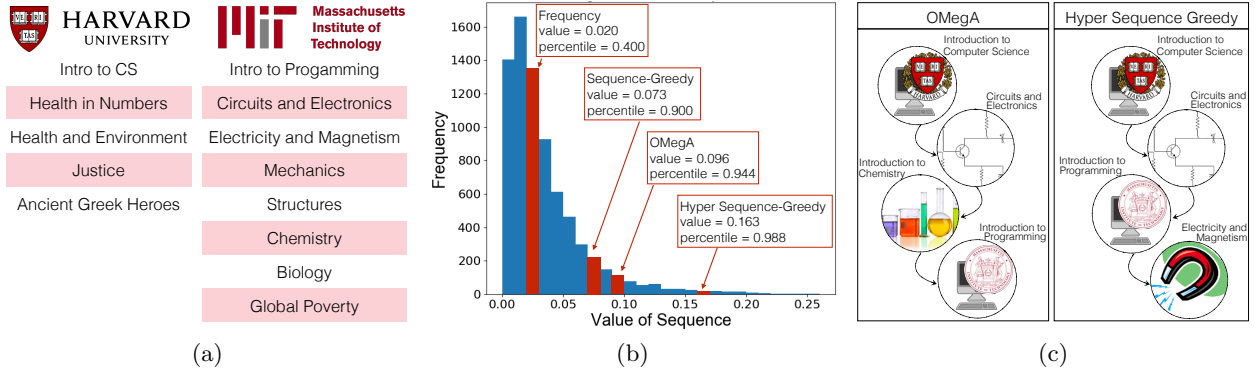 HARVARD
UNIVERSITY
Massachusetts
Institute of
Technology
Intro to CS
Health in Numbers
Health and Environment
Justice
Ancient Greek Heroes
Intro to Progamming
Circuits and Electronics
Electricity and Magnetism
Mechanics
Structures
Chemistry
Biology
Global Poverty
(a)
Frequency
1600
1400
1200
1000
800
600
400
200
0
0.00
0.05
0.10
0.15
0.20
0.25
Value of Sequence
Frequency
value = 0.020
percentile = 0.400
Sequence-Greedy
value = 0.073
percentile = 0.900
OMegA
value = 0.096
percentile = 0.944
Hyper Sequence-Greedy
value = 0.163
percentile = 0.988
(b)
OMegA
Introduction to
Computer Science
HARVARD
Circuits and
Electronics
Introduction to
Chemistry
Introduction to
Programming
Hyper Sequence Greedy
Introduction to
Computer Science
HARVARD
Circuits and
Electronics
Introduction to
Programming
Electricity and
Magnetism
(c)